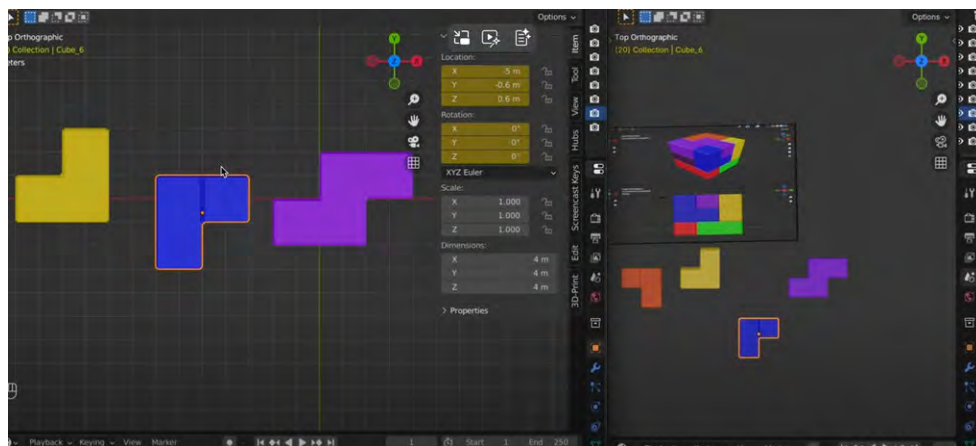 Options
Top Orthographic
) Collection | Cube_6
eters
Y
Z
X
Location:
X -5 m
Y -0.6 m
Z 0.6 m
Rotation:
X 0°
Y 0°
Z 0°
XYZ Euler
Scale:
X 1.000
Y 1.000
Z 1.000
Dimensions:
X 4 m
Y 4 m
Z 4 m
Properties
Item
Tool
View
Hubs
Screencast Keys
Edit
3D-Print
Playback
Keying
View
Marker
1
Start 1
End 250
Options
Top Orthographic
(20) Collection | Cube_6
Y
Z
X